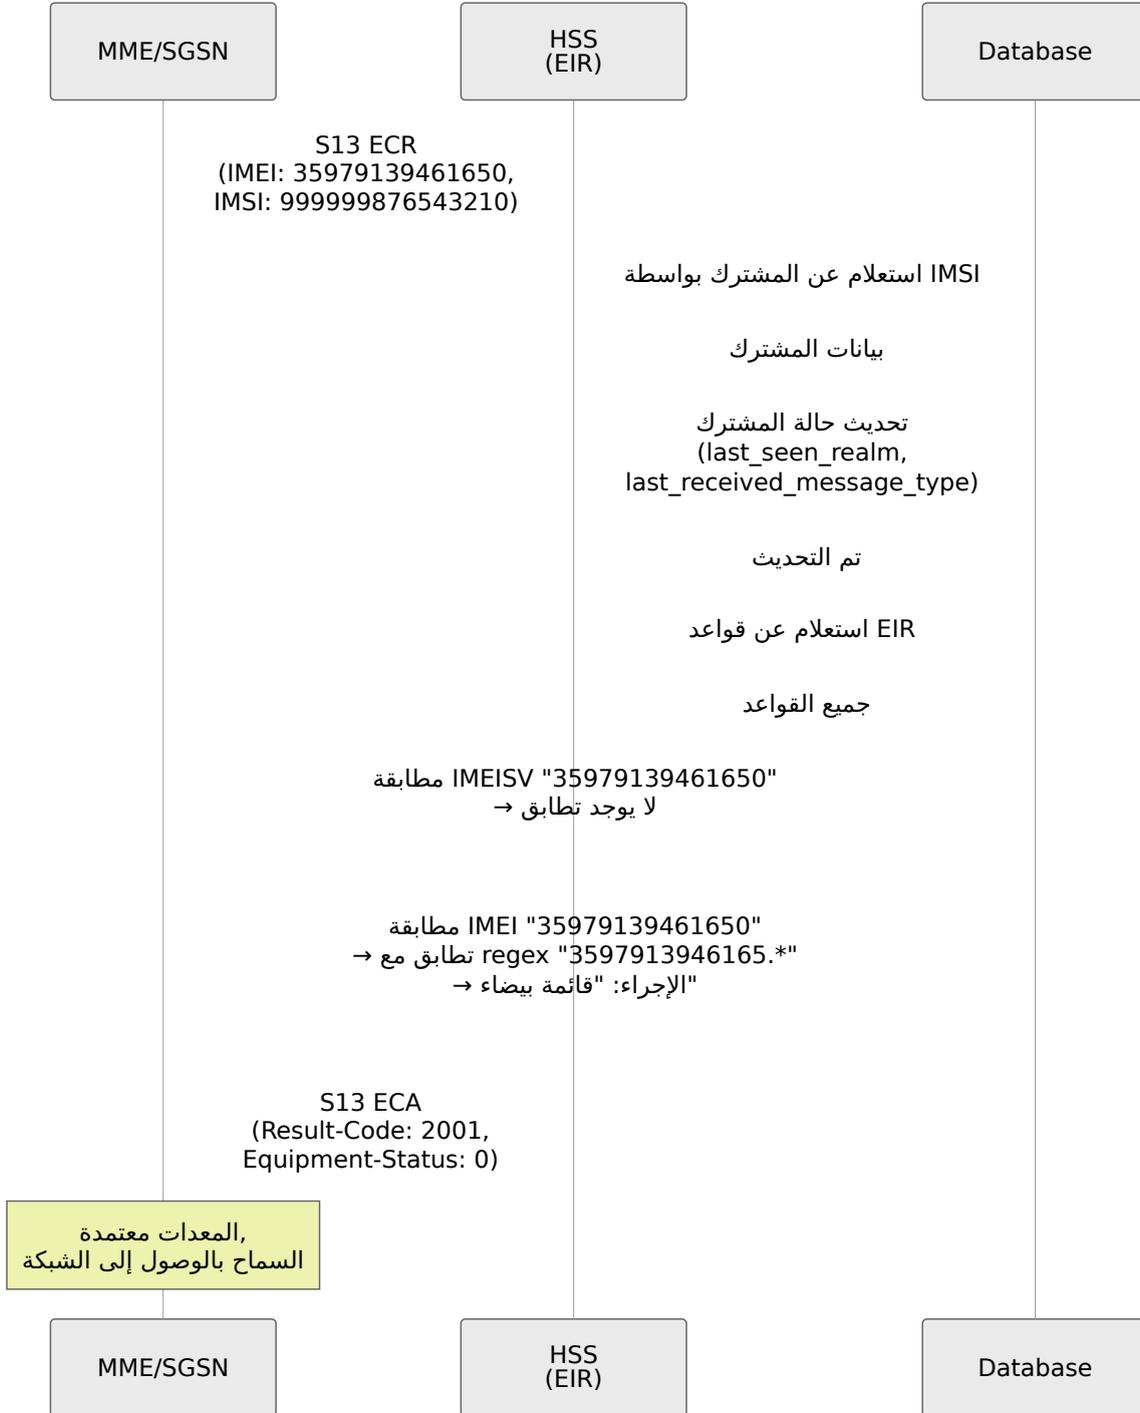 MME/SGSN
HSS
(EIR)
Database
S13 ECR
(IMEI: 35979139461650,
IMSI: 999999876543210)
استعلام عن المشترك بواسطة IMSI
بيانات المشترك
تحديث حالة المشترك
(last_seen_realm,
last_received_message_type)
تم التحديث
استعلام عن قواعد EIR
جميع القواعد
مطابقة IMEISV "35979139461650"
→ لا يوجد تطابق
مطابقة IMEI "35979139461650"
→ تطابق مع regex "3597913946165.*"
→ الإجراء: "قائمة بيضاء"
S13 ECA
(Result-Code: 2001,
Equipment-Status: 0)
المعدات معتمدة,
السماح بالوصول إلى الشبكة
MME/SGSN
HSS
(EIR)
Database